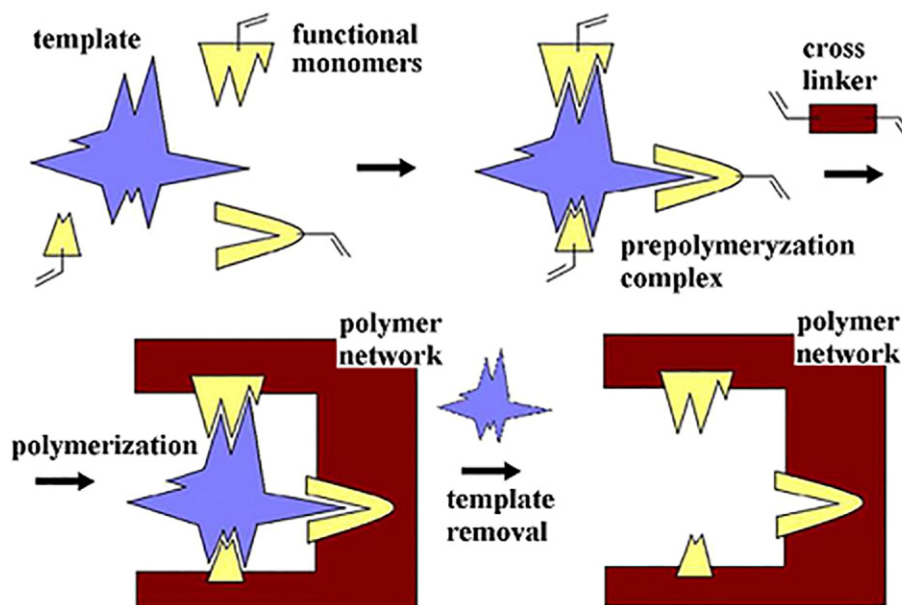 template
functional
monomers
cross
linker
prepolymeryzation
complex
polymer
network
polymerization
template
removal
polymer
network